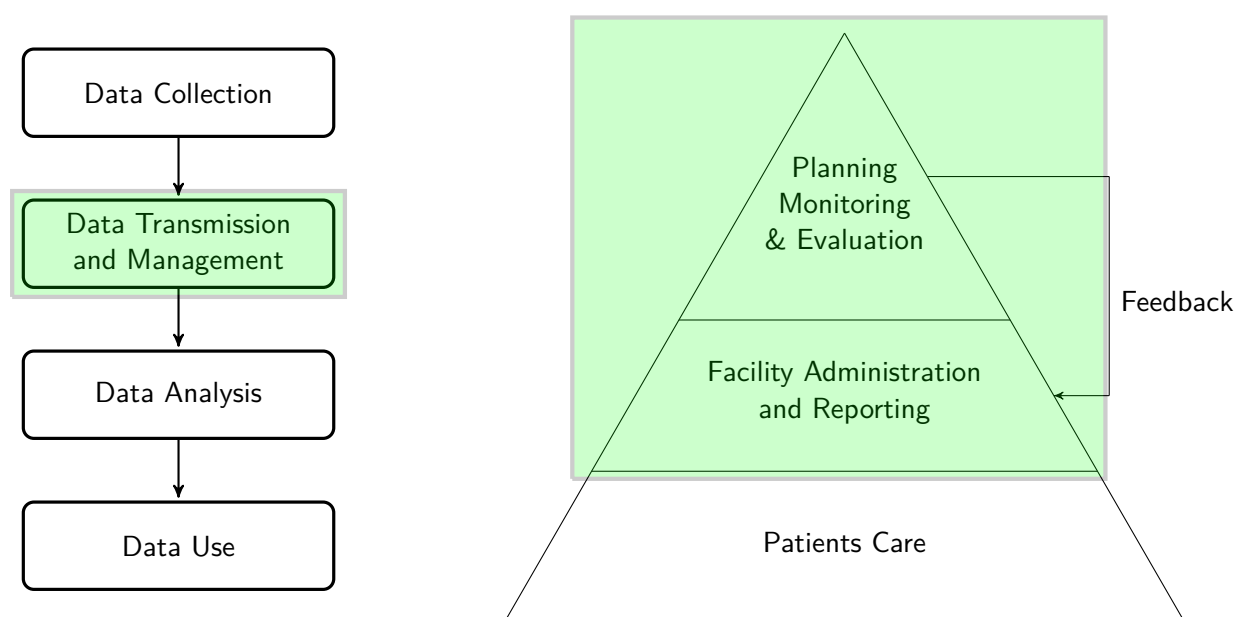 Data Collection
Data Transmission
and Management
Data Analysis
Data Use
Planning
Monitoring
& Evaluation
Feedback
Facility Administration
and Reporting
Patients Care